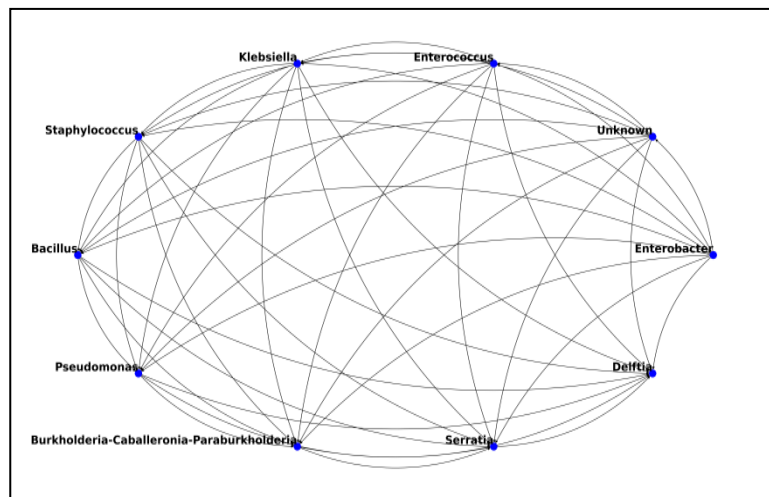 Klebsiella
Enterococcus
Staphylococcus
Unknown
Bacillus
Enterobacter
Pseudomonas
Delftia
Burkholderia-Caballeronia-Paraburkholderia
Serratia